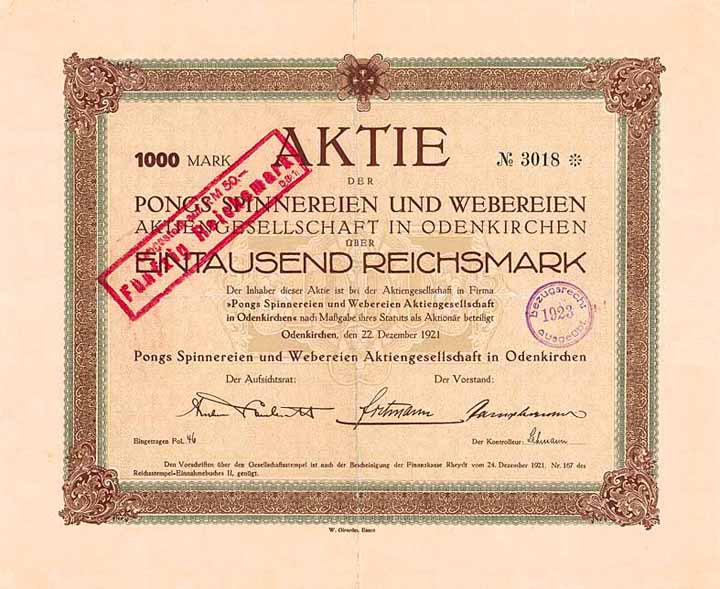 AKTIE
1000 MARK
№ 3018 ※
DER
PONGS SPINNEREIEN UND WEBEREIEN
AKTIENGESELLSCHAFT IN ODENKIRCHEN
ÜBER
EINTAUSEND REICHSMARK
RM 50.—
Fünfzig Reichsmark
Der Inhaber dieser Aktie ist bei der Aktiengesellschaft in Firma
»Pongs Spinnereien und Webereien Aktiengesellschaft
in Odenkirchen« nach Maßgabe ihres Statuts als Aktionär beteiligt
Odenkirchen, den 22. Dezember 1921
Bezugsrecht
1923
ausgeübt
Pongs Spinnereien und Webereien Aktiengesellschaft in Odenkirchen
Der Aufsichtsrat: Der Vorstand:
Eingetragen Fol. 46 Der Kontrolleur:
Den Vorschriften über den Gesellschaftsstempel ist nach der Bescheinigung der Finanzkasse Rheydt vom 24. Dezember 1921. Nr. 167 des
Reichsstempel-Einnahmebuches II, genügt.
W. Girardet, Essen